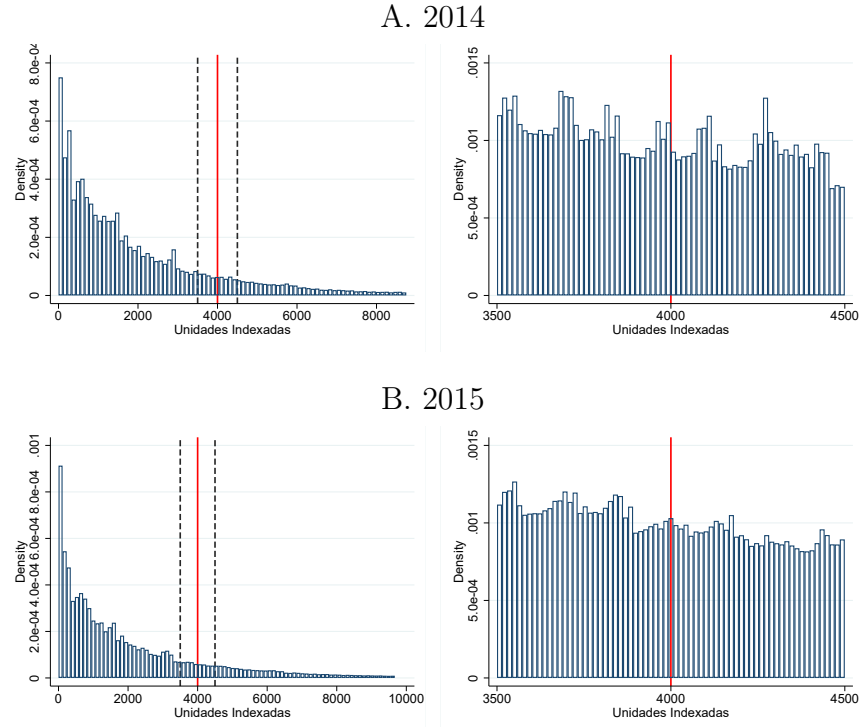 A. 2014
Density
0 2.0e-04 4.0e-04 6.0e-04 8.0e-04
0 2000 4000 6000 8000
Unidades Indexadas
Density
0 5.0e-04 .001 .0015
3500 4000 4500
Unidades Indexadas
B. 2015
Density
0 2.0e-04 4.0e-04 6.0e-04 8.0e-04 .001
0 2000 4000 6000 8000 10000
Unidades Indexadas
Density
0 5.0e-04 .001 .0015
3500 4000 4500
Unidades Indexadas